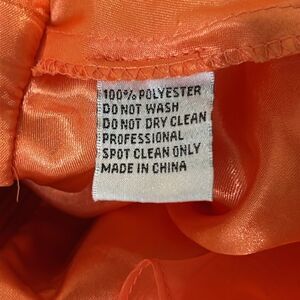 100% POLYESTER
DO NOT WASH
DO NOT DRY CLEAN
PROFESSIONAL
SPOT CLEAN ONLY
MADE IN CHINA